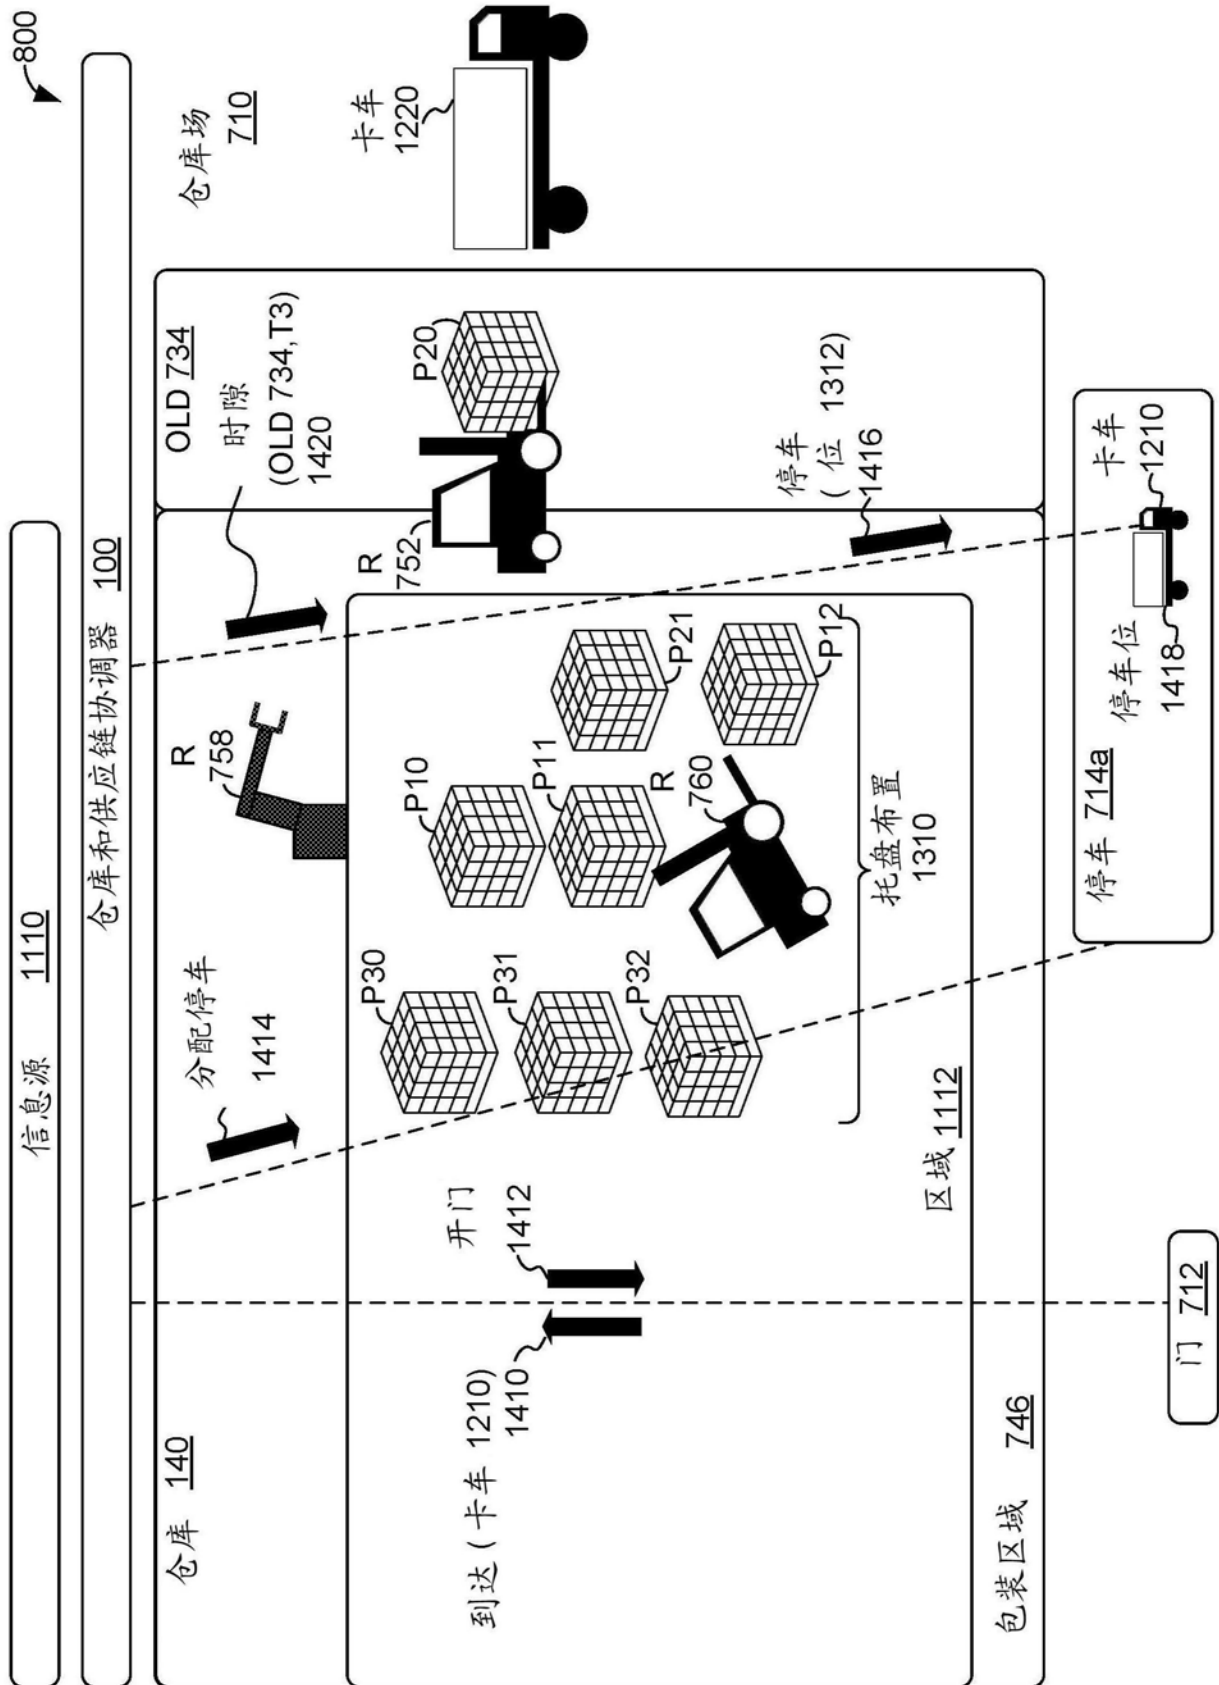 800
信息源 1110
仓库和供应链协调器 100
仓库 140
分配停车
1414
R
758
时隙
(OLD 734,T3)
1420
OLD 734
仓库场
710
卡车
1220
R
752
P20
P30
P31
P32
P10
P11
P21
P12
R
760
开门
1412
到达(卡车 1210)
1410
托盘布置
1310
停车
(位 1312)
1416
区域 1112
包装区域 746
门 712
停车 714a
停车位
1418
卡车
1210